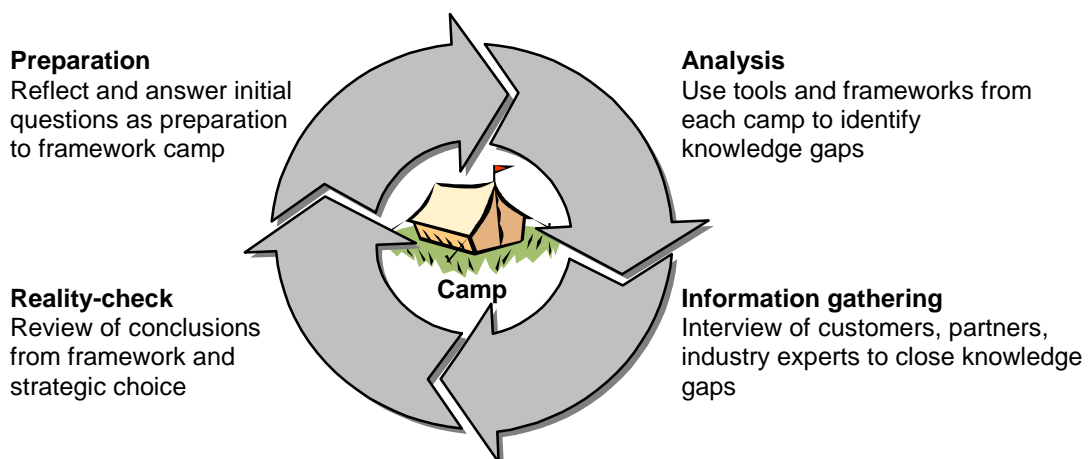 Preparation
Reflect and answer initial
questions as preparation
to framework camp
Analysis
Use tools and frameworks from
each camp to identify
knowledge gaps
Camp
Reality-check
Review of conclusions
from framework and
strategic choice
Information gathering
Interview of customers, partners,
industry experts to close knowledge
gaps